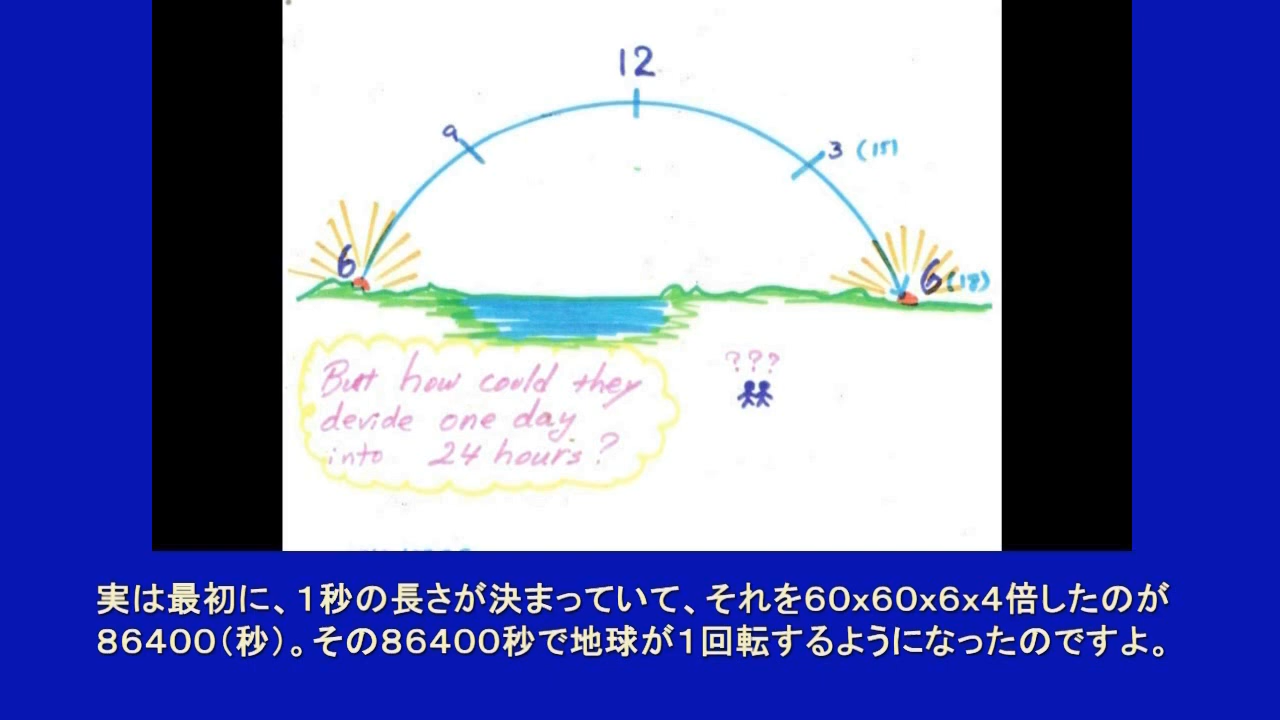 12
9
3 (15)
6
6 (18)
But how could they
devide one day
into 24 hours?
? ? ?
実は最初に、1秒の長さが決まっていて、それを60x60x6x4倍したのが
86400(秒)。その86400秒で地球が1回転するようになったのですよ。